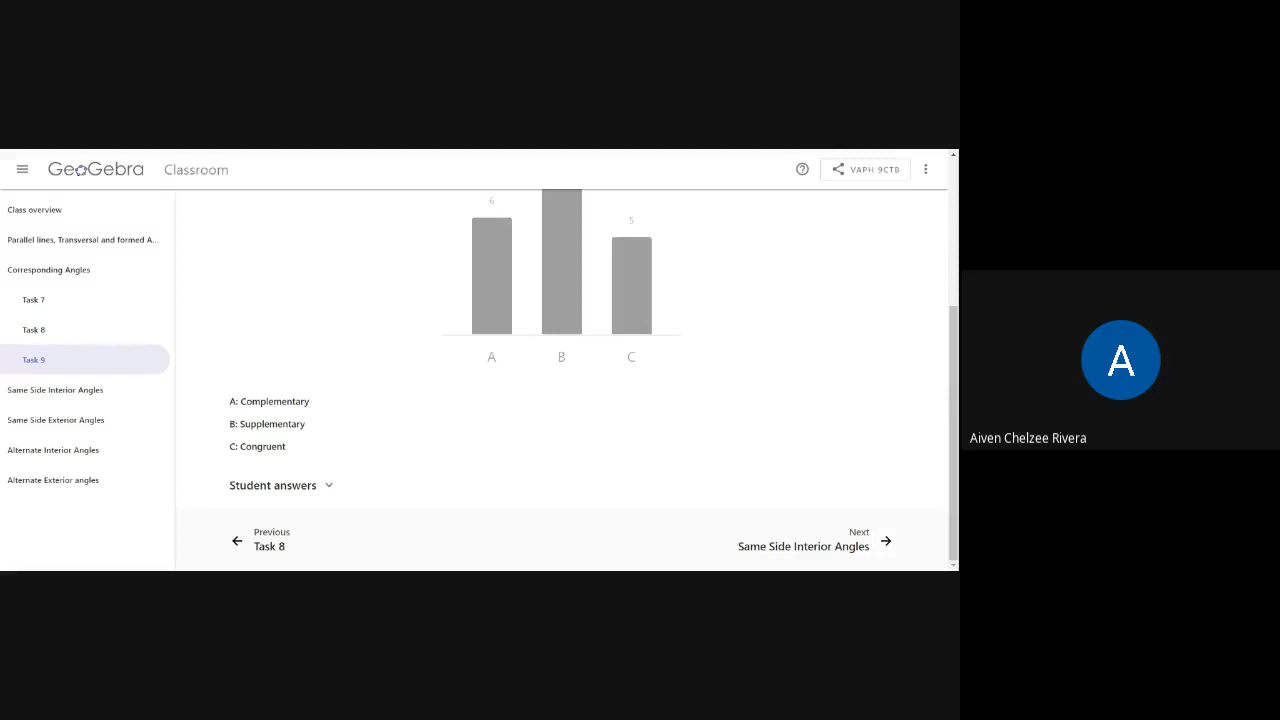 GeoGebra Classroom
VAPH 9CTB
Class overview
Parallel lines, Transversal and formed A...
Corresponding Angles
Task 7
Task 8
Task 9
Same Side Interior Angles
Same Side Exterior Angles
Alternate Interior Angles
Alternate Exterior angles
6
5
A B C
A: Complementary
B: Supplementary
C: Congruent
Student answers
Previous
Task 8
Next
Same Side Interior Angles
A
Aiven Chelzee Rivera